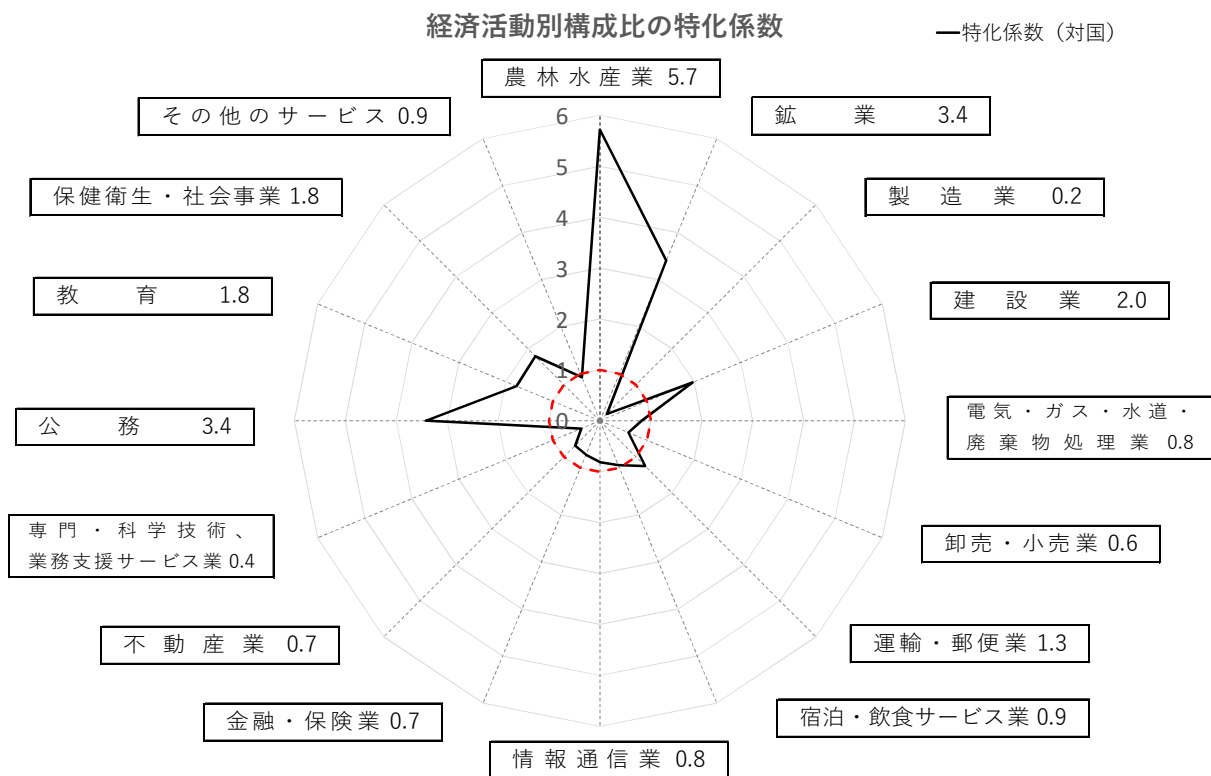 経済活動別構成比の特化係数
特化係数（対国）
農林水産業 5.7
鉱業 3.4
製造業 0.2
建設業 2.0
電気・ガス・水道・
廃棄物処理業 0.8
卸売・小売業 0.6
運輸・郵便業 1.3
宿泊・飲食サービス業 0.9
情報通信業 0.8
金融・保険業 0.7
不動産業 0.7
専門・科学技術、
業務支援サービス業 0.4
公務 3.4
教育 1.8
保健衛生・社会事業 1.8
その他のサービス 0.9
6
5
4
3
2
1
0